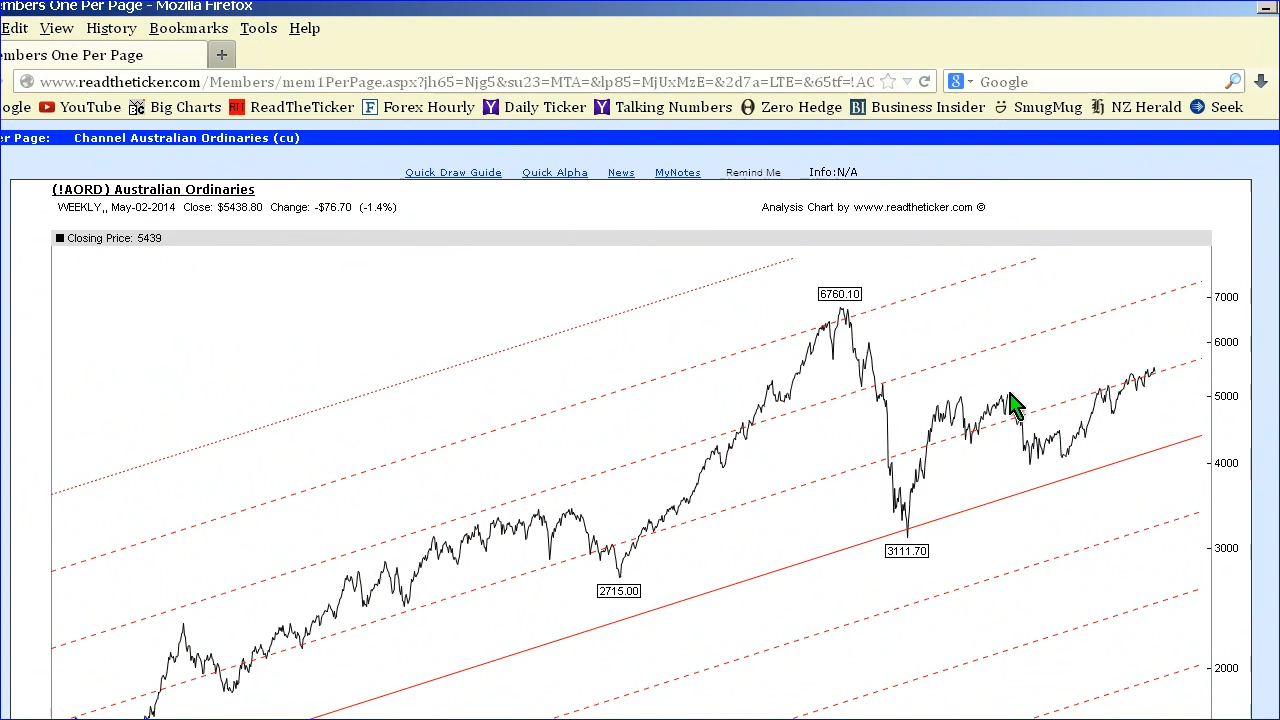 mbers One Per Page - Mozilla Firefox
Edit View History Bookmarks Tools Help
embers One Per Page +
www.readtheticker.com/Members/mem1PerPage.aspx?jh65=Njg5&su23=MTA=&lp85=MjUxMzE=&2d7a=LTE=&65tf=!AO Google
ogle YouTube Big Charts ReadTheTicker Forex Hourly Daily Ticker Talking Numbers Zero Hedge Business Insider SmugMug NZ Herald Seek
er Page: Channel Australian Ordinaries (cu)
Quick Draw Guide Quick Alpha News MyNotes Remind Me Info:N/A
(!AORD) Australian Ordinaries
WEEKLY,, May-02-2014 Close: $5438.80 Change: -$76.70 (-1.4%) Analysis Chart by www.readtheticker.com ©
Closing Price: 5439
6760.10
7000
6000
5000
4000
3111.70
3000
2715.00
2000